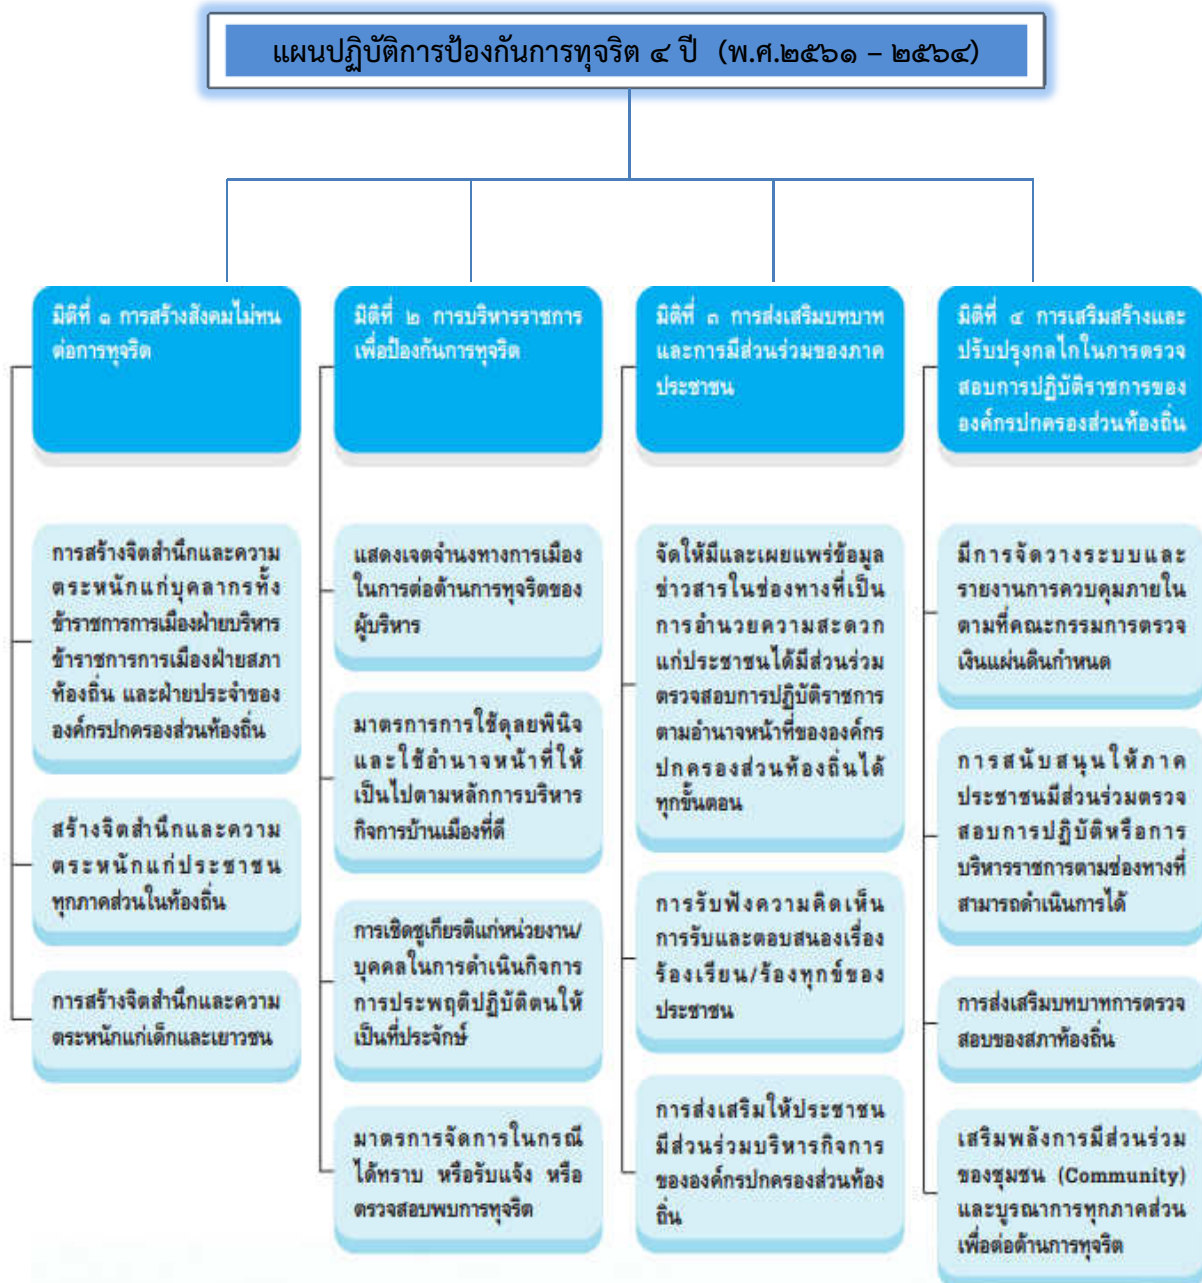 แผนปฏิบัติการป้องกันการทุจริต ๔ ปี (พ.ศ.๒๕๖๑ – ๒๕๖๔)
มิติที่ ๑ การสร้างสังคมไม่ทน
ต่อการทุจริต
การสร้างจิตสำนึกและความ
ตระหนักแก่บุคลากรทั้ง
ข้าราชการการเมืองฝ่ายบริหาร
ข้าราชการการเมืองฝ่ายสภา
ท้องถิ่น และฝ่ายประจำของ
องค์กรปกครองส่วนท้องถิ่น
สร้างจิตสำนึกและความ
ตระหนักแก่ประชาชน
ทุกภาคส่วนในท้องถิ่น
การสร้างจิตสำนึกและความ
ตระหนักแก่เด็กและเยาวชน
มิติที่ ๒ การบริหารราชการ
เพื่อป้องกันการทุจริต
แสดงเจตจำนงทางการเมือง
ในการต่อต้านการทุจริตของ
ผู้บริหาร
มาตรการการใช้ดุลยพินิจ
และใช้อำนาจหน้าที่ให้
เป็นไปตามหลักการบริหาร
กิจการบ้านเมืองที่ดี
การเชิดชูเกียรติแก่หน่วยงาน/
บุคคลในการดำเนินกิจการ
การประพฤติปฏิบัติตนให้
เป็นที่ประจักษ์
มาตรการจัดการในกรณี
ได้ทราบ หรือรับแจ้ง หรือ
ตรวจสอบพบการทุจริต
มิติที่ ๓ การส่งเสริมบทบาท
และการมีส่วนร่วมของภาค
ประชาชน
จัดให้มีและเผยแพร่ข้อมูล
ข่าวสารในช่องทางที่เป็น
การอำนวยความสะดวก
แก่ประชาชนได้มีส่วนร่วม
ตรวจสอบการปฏิบัติราชการ
ตามอำนาจหน้าที่ขององค์กร
ปกครองส่วนท้องถิ่นได้
ทุกขั้นตอน
การรับฟังความคิดเห็น
การรับและตอบสนองเรื่อง
ร้องเรียน/ร้องทุกข์ของ
ประชาชน
การส่งเสริมให้ประชาชน
มีส่วนร่วมบริหารกิจการ
ขององค์กรปกครองส่วนท้อง
ถิ่น
มิติที่ ๔ การเสริมสร้างและ
ปรับปรุงกลไกในการตรวจ
สอบการปฏิบัติราชการของ
องค์กรปกครองส่วนท้องถิ่น
มีการจัดวางระบบและ
รายงานการควบคุมภายใน
ตามที่คณะกรรมการตรวจ
เงินแผ่นดินกำหนด
การสนับสนุนให้ภาค
ประชาชนมีส่วนร่วมตรวจ
สอบการปฏิบัติหรือการ
บริหารราชการตามช่องทางที่
สามารถดำเนินการได้
การส่งเสริมบทบาทการตรวจ
สอบของสภาท้องถิ่น
เสริมพลังการมีส่วนร่วม
ของชุมชน (Community)
และบูรณาการทุกภาคส่วน
เพื่อต่อต้านการทุจริต